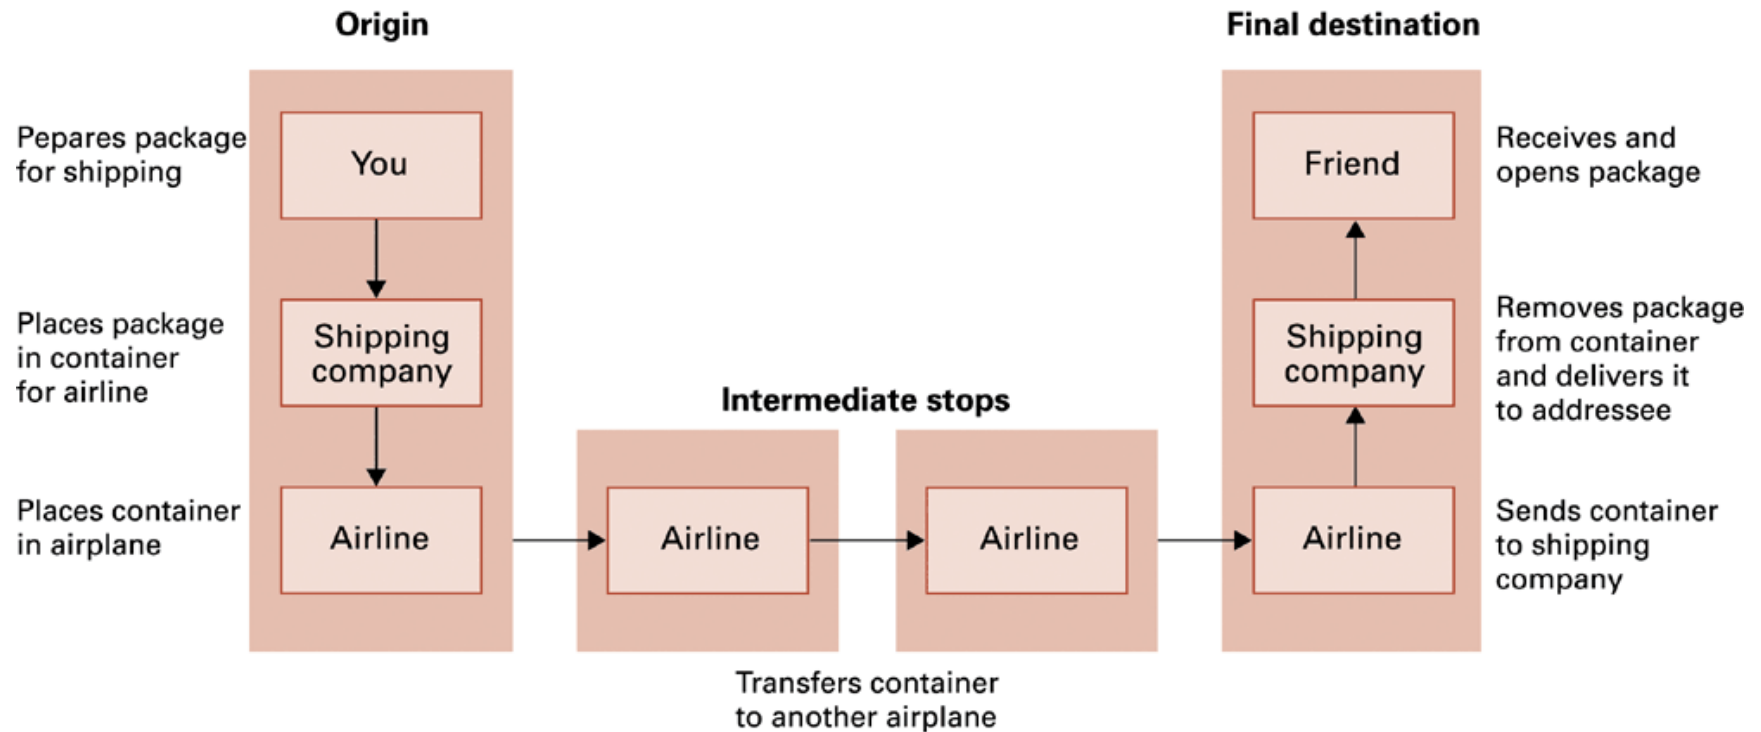 Origin
Pepares package
for shipping
You
Places package
in container
for airline
Shipping
company
Places container
in airplane
Airline
Intermediate stops
Airline
Airline
Transfers container
to another airplane
Final destination
Friend
Receives and
opens package
Shipping
company
Removes package
from container
and delivers it
to addressee
Airline
Sends container
to shipping
company